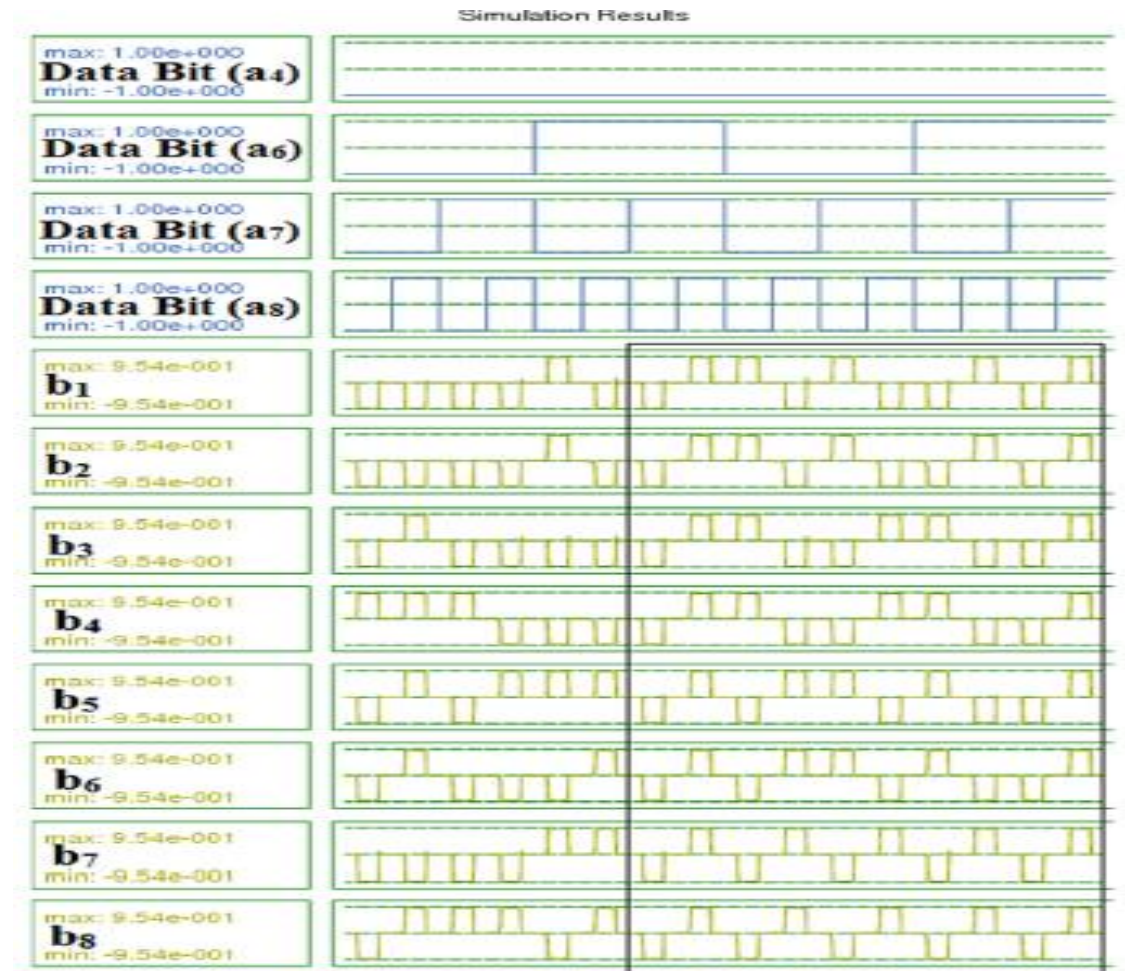 Simulation Results
max: 1.00e+000
Data Bit (a4)
min: -1.00e+000
max: 1.00e+000
Data Bit (a6)
min: -1.00e+000
max: 1.00e+000
Data Bit (a7)
min: -1.00e+000
max: 1.00e+000
Data Bit (a8)
min: -1.00e+000
max: 9.54e-001
b1
min: -9.54e-001
max: 9.54e-001
b2
min: -9.54e-001
max: 9.54e-001
b3
min: -9.54e-001
max: 9.54e-001
b4
min: -9.54e-001
max: 9.54e-001
b5
min: -9.54e-001
max: 9.54e-001
b6
min: -9.54e-001
max: 9.54e-001
b7
min: -9.54e-001
max: 9.54e-001
b8
min: -9.54e-001